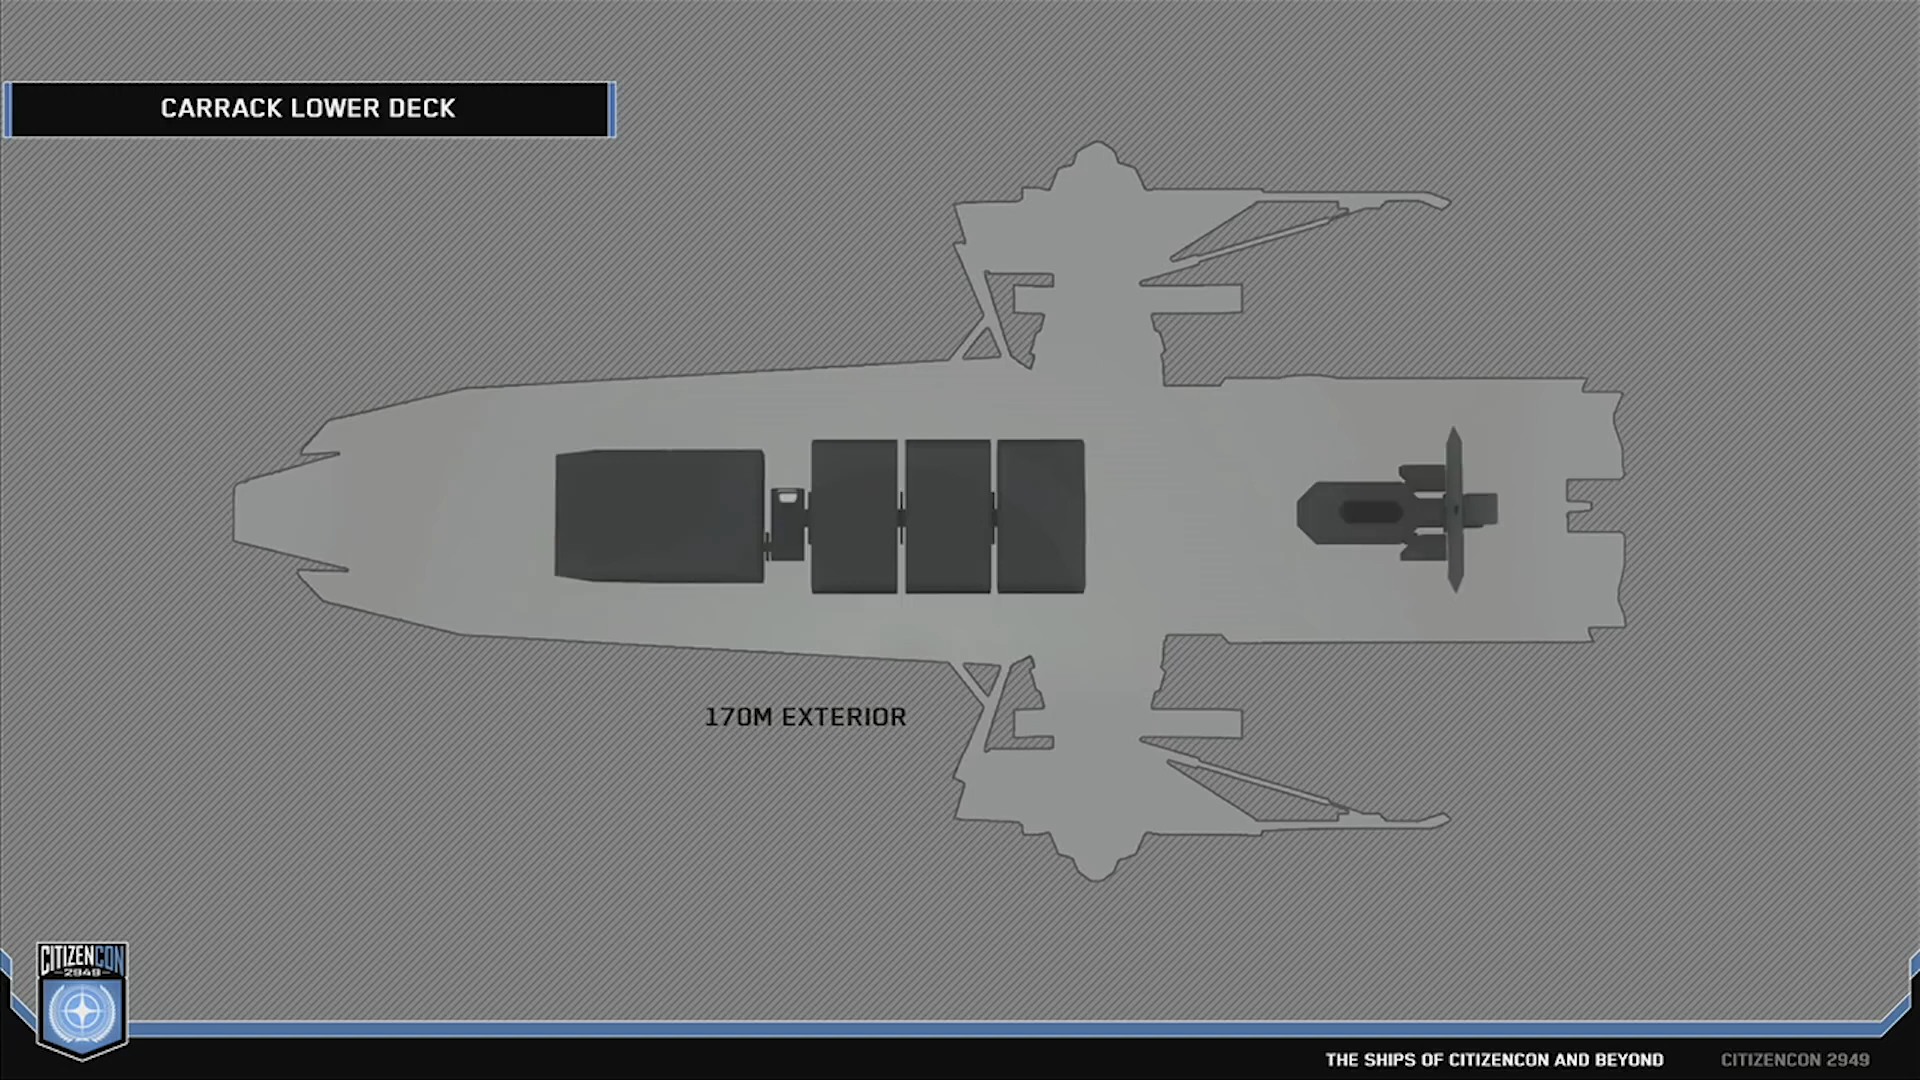 CARRACK LOWER DECK
170M EXTERIOR
CITIZENCON
2949
THE SHIPS OF CITIZENCON AND BEYOND
CITIZENCON 2949